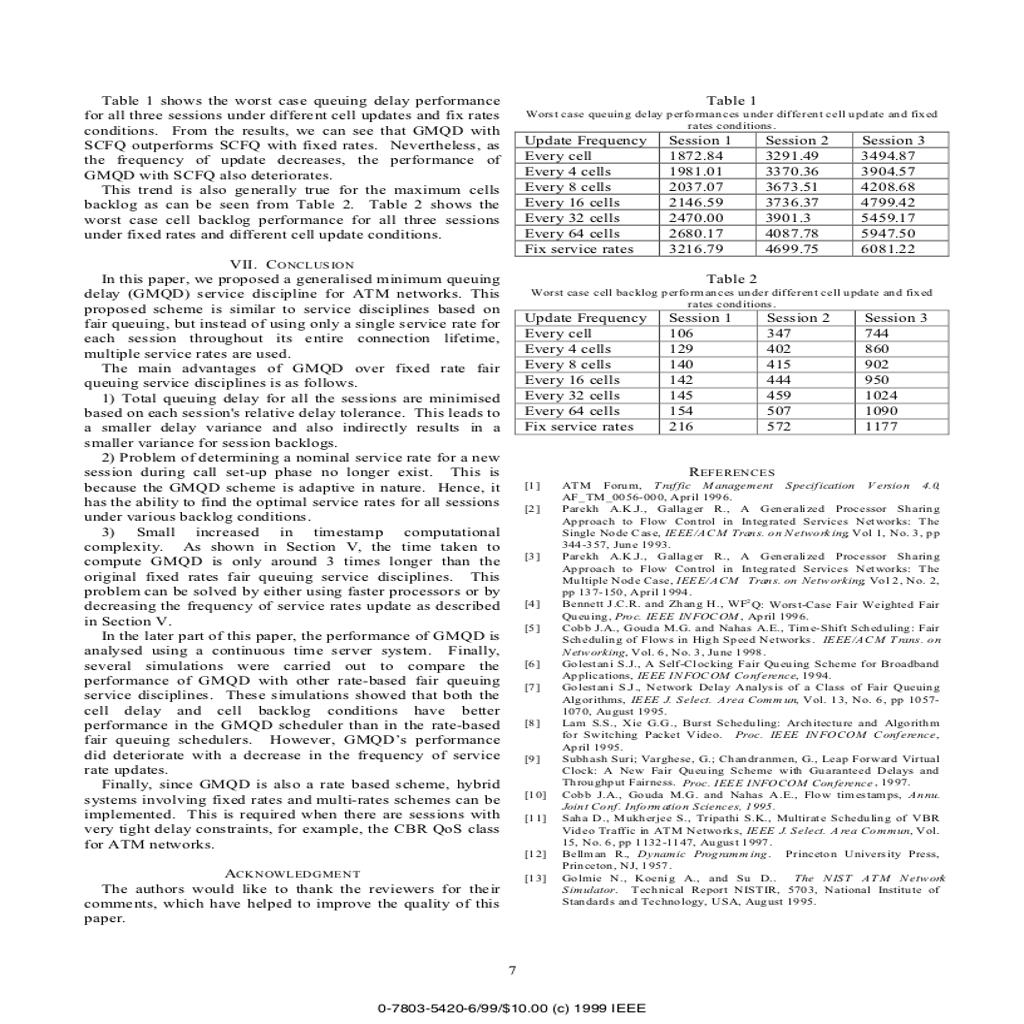 Table 1 shows the worst case queuing delay performance
for all three sessions under different cell updates and fix rates
conditions. From the results, we can see that GMQD with
SCFQ outperforms SCFQ with fixed rates. Nevertheless, as
the frequency of update decreases, the performance of
GMQD with SCFQ also deteriorates.
This trend is also generally true for the maximum cells
backlog as can be seen from Table 2. Table 2 shows the
worst case cell backlog performance for all three sessions
under fixed rates and different cell update conditions.
VII. CONCLUSION
In this paper, we proposed a generalised minimum queuing
delay (GMQD) service discipline for ATM networks. This
proposed scheme is similar to service disciplines based on
fair queuing, but instead of using only a single service rate for
each session throughout its entire connection lifetime,
multiple service rates are used.
The main advantages of GMQD over fixed rate fair
queuing service disciplines is as follows.
1) Total queuing delay for all the sessions are minimised
based on each session's relative delay tolerance. This leads to
a smaller delay variance and also indirectly results in a
smaller variance for session backlogs.
2) Problem of determining a nominal service rate for a new
session during call set-up phase no longer exist. This is
because the GMQD scheme is adaptive in nature. Hence, it
has the ability to find the optimal service rates for all sessions
under various backlog conditions.
3) Small increased in timestamp computational
complexity. As shown in Section V, the time taken to
compute GMQD is only around 3 times longer than the
original fixed rates fair queuing service disciplines. This
problem can be solved by either using faster processors or by
decreasing the frequency of service rates update as described
in Section V.
In the later part of this paper, the performance of GMQD is
analysed using a continuous time server system. Finally,
several simulations were carried out to compare the
performance of GMQD with other rate-based fair queuing
service disciplines. These simulations showed that both the
cell delay and cell backlog conditions have better
performance in the GMQD scheduler than in the rate-based
fair queuing schedulers. However, GMQD's performance
did deteriorate with a decrease in the frequency of service
rate updates.
Finally, since GMQD is also a rate based scheme, hybrid
systems involving fixed rates and multi-rates schemes can be
implemented. This is required when there are sessions with
very tight delay constraints, for example, the CBR QoS class
for ATM networks.
ACKNOWLEDGMENT
The authors would like to thank the reviewers for their
comments, which have helped to improve the quality of this
paper.
Table 1
Worst case queuing delay performances under different cell update and fixed
rates conditions.
Update Frequency Session 1 Session 2 Session 3
Every cell 1872.84 3291.49 3494.87
Every 4 cells 1981.01 3370.36 3904.57
Every 8 cells 2037.07 3673.51 4208.68
Every 16 cells 2146.59 3736.37 4799.42
Every 32 cells 2470.00 3901.3 5459.17
Every 64 cells 2680.17 4087.78 5947.50
Fix service rates 3216.79 4699.75 6081.22
Table 2
Worst case cell backlog performances under different cell update and fixed
rates conditions.
Update Frequency Session 1 Session 2 Session 3
Every cell 106 347 744
Every 4 cells 129 402 860
Every 8 cells 140 415 902
Every 16 cells 142 444 950
Every 32 cells 145 459 1024
Every 64 cells 154 507 1090
Fix service rates 216 572 1177
REFERENCES
[1] ATM Forum, Traffic Management Specification Version 4.0,
AF_TM_0056-000, April 1996.
[2] Parekh A.K.J., Gallager R., A Generalized Processor Sharing
Approach to Flow Control in Integrated Services Networks: The
Single Node Case, IEEE/ACM Trans. on Networking, Vol 1, No. 3, pp
344-357, June 1993.
[3] Parekh A.K.J., Gallager R., A Generalized Processor Sharing
Approach to Flow Control in Integrated Services Networks: The
Multiple Node Case, IEEE/ACM Trans. on Networking, Vol 2, No. 2,
pp 137-150, April 1994.
[4] Bennett J.C.R. and Zhang H., WF²Q: Worst-Case Fair Weighted Fair
Queuing, Proc. IEEE INFOCOM, April 1996.
[5] Cobb J.A., Gouda M.G. and Nahas A.E., Time-Shift Scheduling: Fair
Scheduling of Flows in High Speed Networks. IEEE/ACM Trans. on
Networking, Vol. 6, No. 3, June 1998.
[6] Golestani S.J., A Self-Clocking Fair Queuing Scheme for Broadband
Applications, IEEE INFOCOM Conference, 1994.
[7] Golestani S.J., Network Delay Analysis of a Class of Fair Queuing
Algorithms, IEEE J. Select. Area Commun, Vol. 13, No. 6, pp 1057-
1070, August 1995.
[8] Lam S.S., Xie G.G., Burst Scheduling: Architecture and Algorithm
for Switching Packet Video. Proc. IEEE INFOCOM Conference,
April 1995.
[9] Subhash Suri; Varghese, G.; Chandranmen, G., Leap Forward Virtual
Clock: A New Fair Queuing Scheme with Guaranteed Delays and
Throughput Fairness. Proc. IEEE INFOCOM Conference, 1997.
[10] Cobb J.A., Gouda M.G. and Nahas A.E., Flow timestamps, Annu.
Joint Conf. Information Sciences, 1995.
[11] Saha D., Mukherjee S., Tripathi S.K., Multirate Scheduling of VBR
Video Traffic in ATM Networks, IEEE J. Select. Area Commun, Vol.
15, No. 6, pp 1132-1147, August 1997.
[12] Bellman R., Dynamic Programming. Princeton University Press,
Princeton, NJ, 1957.
[13] Golmie N., Koenig A., and Su D.. The NIST ATM Network
Simulator. Technical Report NISTIR, 5703, National Institute of
Standards and Technology, USA, August 1995.
7
0-7803-5420-6/99/$10.00 (c) 1999 IEEE